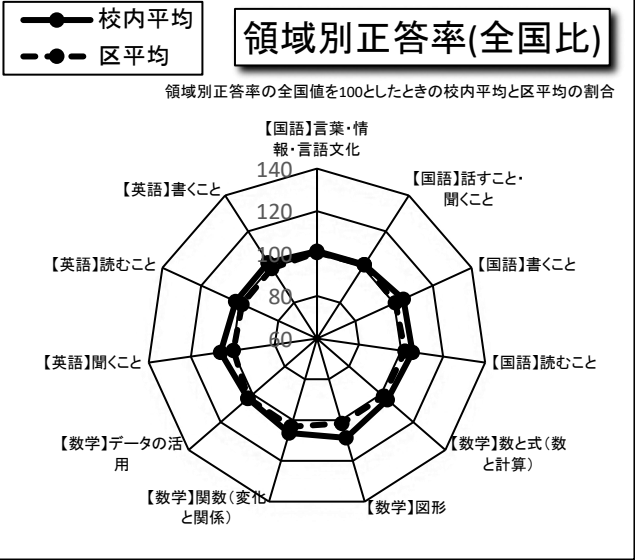 校内平均
区平均
領域別正答率(全国比)
領域別正答率の全国値を100としたときの校内平均と区平均の割合
【国語】言葉・情
報・言語文化
【国語】話すこと・
聞くこと
【国語】書くこと
【国語】読むこと
【数学】数と式(数
と計算)
【数学】図形
【数学】関数(変化
と関係)
【数学】データの活
用
【英語】聞くこと
【英語】読むこと
【英語】書くこと
140
120
100
80
60